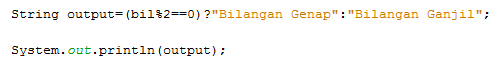 String output=(bil%2==0)?"Bilangan Genap":"Bilangan Ganjil";
System.out.println(output);